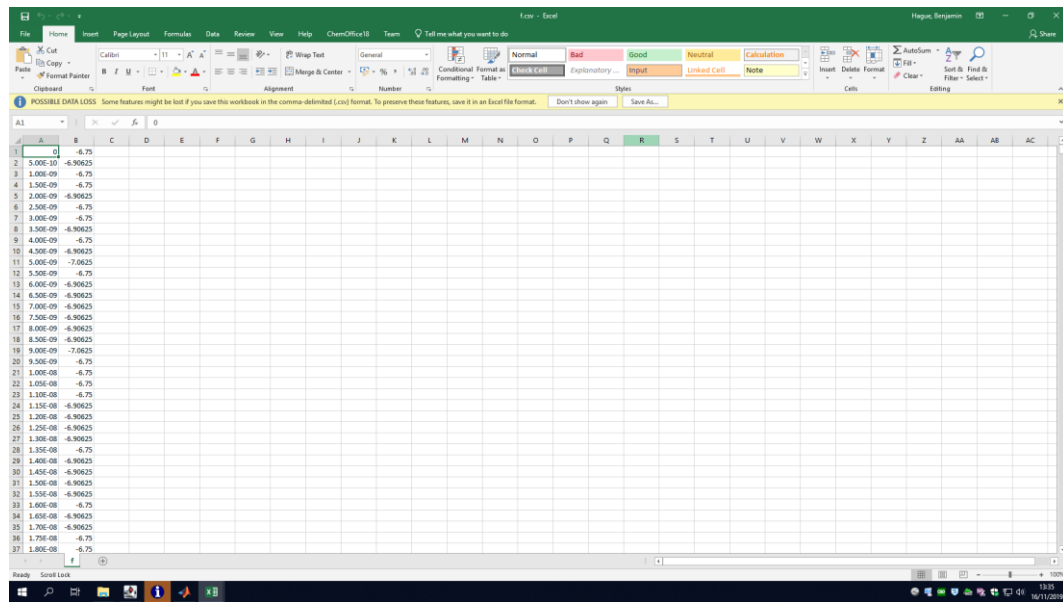 f.csv - Excel
Hague, Benjamin
File Home Insert Page Layout Formulas Data Review View Help ChemOffice18 Team Tell me what you want to do
Share
Paste
Cut
Copy
Format Painter
Calibri 11
B I U
Wrap Text
Merge & Center
General
Conditional Formatting
Format as Table
Normal Bad Good Neutral Calculation
Check Cell Explanatory ... Input Linked Cell Note
Insert Delete Format
AutoSum
Fill
Clear
Sort & Filter
Find & Select
Clipboard Font Alignment Number Styles Cells Editing
POSSIBLE DATA LOSS Some features might be lost if you save this workbook in the comma-delimited (.csv) format. To preserve these features, save it in an Excel file format. Don't show again Save As...
A1 fx 0
A B C D E F G H I J K L M N O P Q R S T U V W X Y Z AA AB AC
1 0 -6.75
2 5.00E-10 -6.90625
3 1.00E-09 -6.75
4 1.50E-09 -6.75
5 2.00E-09 -6.90625
6 2.50E-09 -6.75
7 3.00E-09 -6.75
8 3.50E-09 -6.90625
9 4.00E-09 -6.75
10 4.50E-09 -6.90625
11 5.00E-09 -7.0625
12 5.50E-09 -6.75
13 6.00E-09 -6.90625
14 6.50E-09 -6.90625
15 7.00E-09 -6.90625
16 7.50E-09 -6.90625
17 8.00E-09 -6.90625
18 8.50E-09 -6.90625
19 9.00E-09 -7.0625
20 9.50E-09 -6.75
21 1.00E-08 -6.75
22 1.05E-08 -6.75
23 1.10E-08 -6.75
24 1.15E-08 -6.90625
25 1.20E-08 -6.90625
26 1.25E-08 -6.90625
27 1.30E-08 -6.90625
28 1.35E-08 -6.75
29 1.40E-08 -6.90625
30 1.45E-08 -6.90625
31 1.50E-08 -6.90625
32 1.55E-08 -6.90625
33 1.60E-08 -6.75
34 1.65E-08 -6.90625
35 1.70E-08 -6.90625
36 1.75E-08 -6.75
37 1.80E-08 -6.75
f
Ready Scroll Lock
100%
13:35